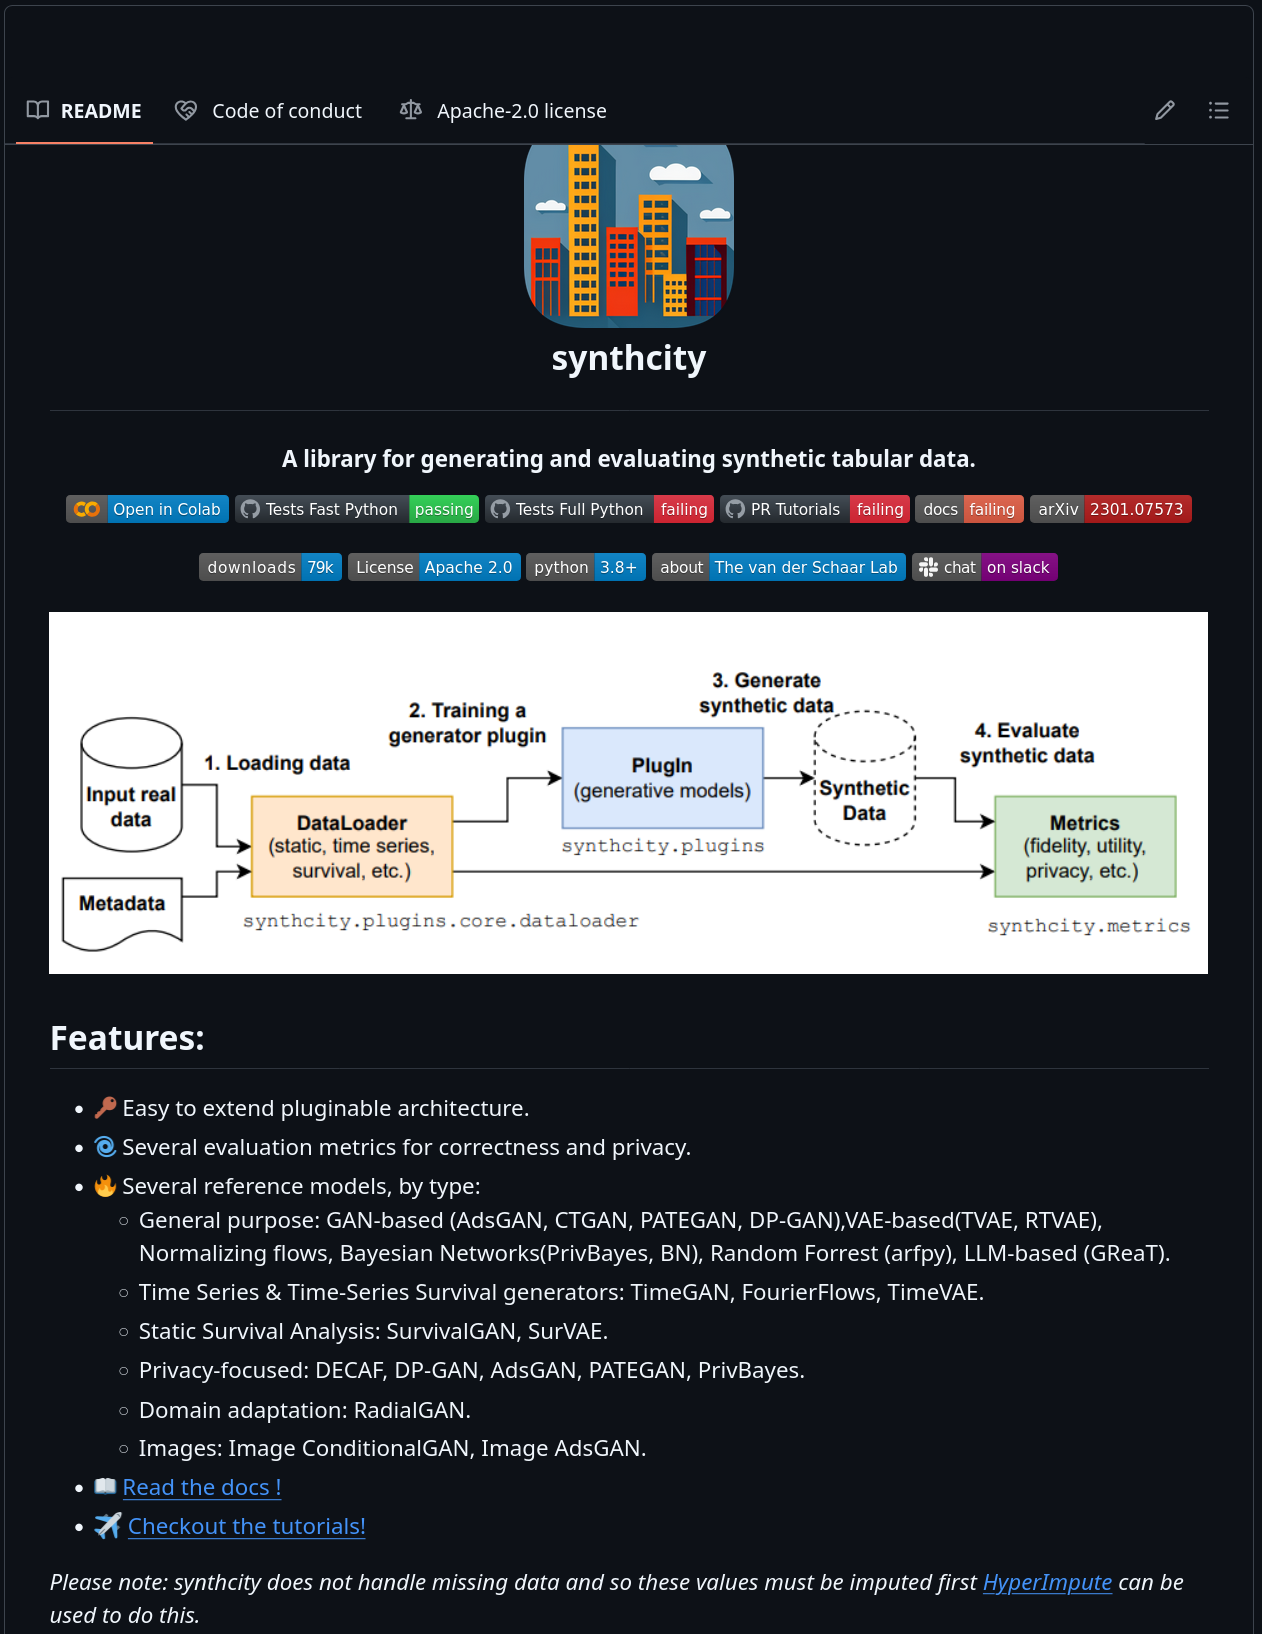 README Code of conduct Apache-2.0 license
synthcity
A library for generating and evaluating synthetic tabular data.
Open in Colab Tests Fast Python passing Tests Full Python failing PR Tutorials failing docs failing arXiv 2301.07573
downloads 79k License Apache 2.0 python 3.8+ about The van der Schaar Lab chat on slack
3. Generate
synthetic data
2. Training a
generator plugin
4. Evaluate
synthetic data
1. Loading data
PlugIn
(generative models)
Input real
data
Synthetic
Data
DataLoader
(static, time series,
survival, etc.)
Metrics
(fidelity, utility,
privacy, etc.)
synthcity.plugins
Metadata
synthcity.plugins.core.dataloader
synthcity.metrics
Features:
🔑 Easy to extend pluginable architecture.
🌀 Several evaluation metrics for correctness and privacy.
🔥 Several reference models, by type:
General purpose: GAN-based (AdsGAN, CTGAN, PATEGAN, DP-GAN),VAE-based(TVAE, RTVAE),
Normalizing flows, Bayesian Networks(PrivBayes, BN), Random Forrest (arfpy), LLM-based (GReaT).
Time Series & Time-Series Survival generators: TimeGAN, FourierFlows, TimeVAE.
Static Survival Analysis: SurvivalGAN, SurVAE.
Privacy-focused: DECAF, DP-GAN, AdsGAN, PATEGAN, PrivBayes.
Domain adaptation: RadialGAN.
Images: Image ConditionalGAN, Image AdsGAN.
📖 Read the docs !
✈️ Checkout the tutorials!
Please note: synthcity does not handle missing data and so these values must be imputed first HyperImpute can be
used to do this.